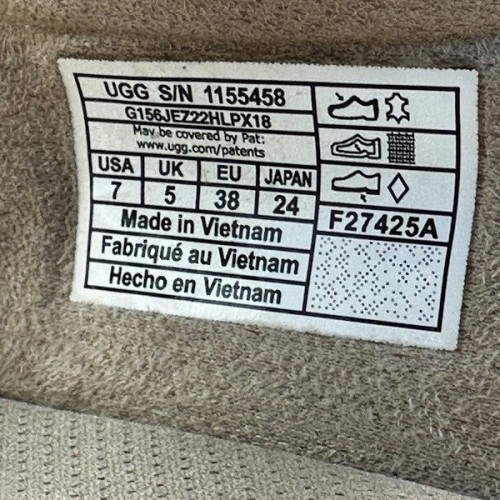 UGG S/N 1155458
G156JEZ22HLPX18
May be covered by Pat:
www.ugg.com/patents
USA UK EU JAPAN
7 5 38 24
Made in Vietnam
Fabriqué au Vietnam
Hecho en Vietnam
F27425A